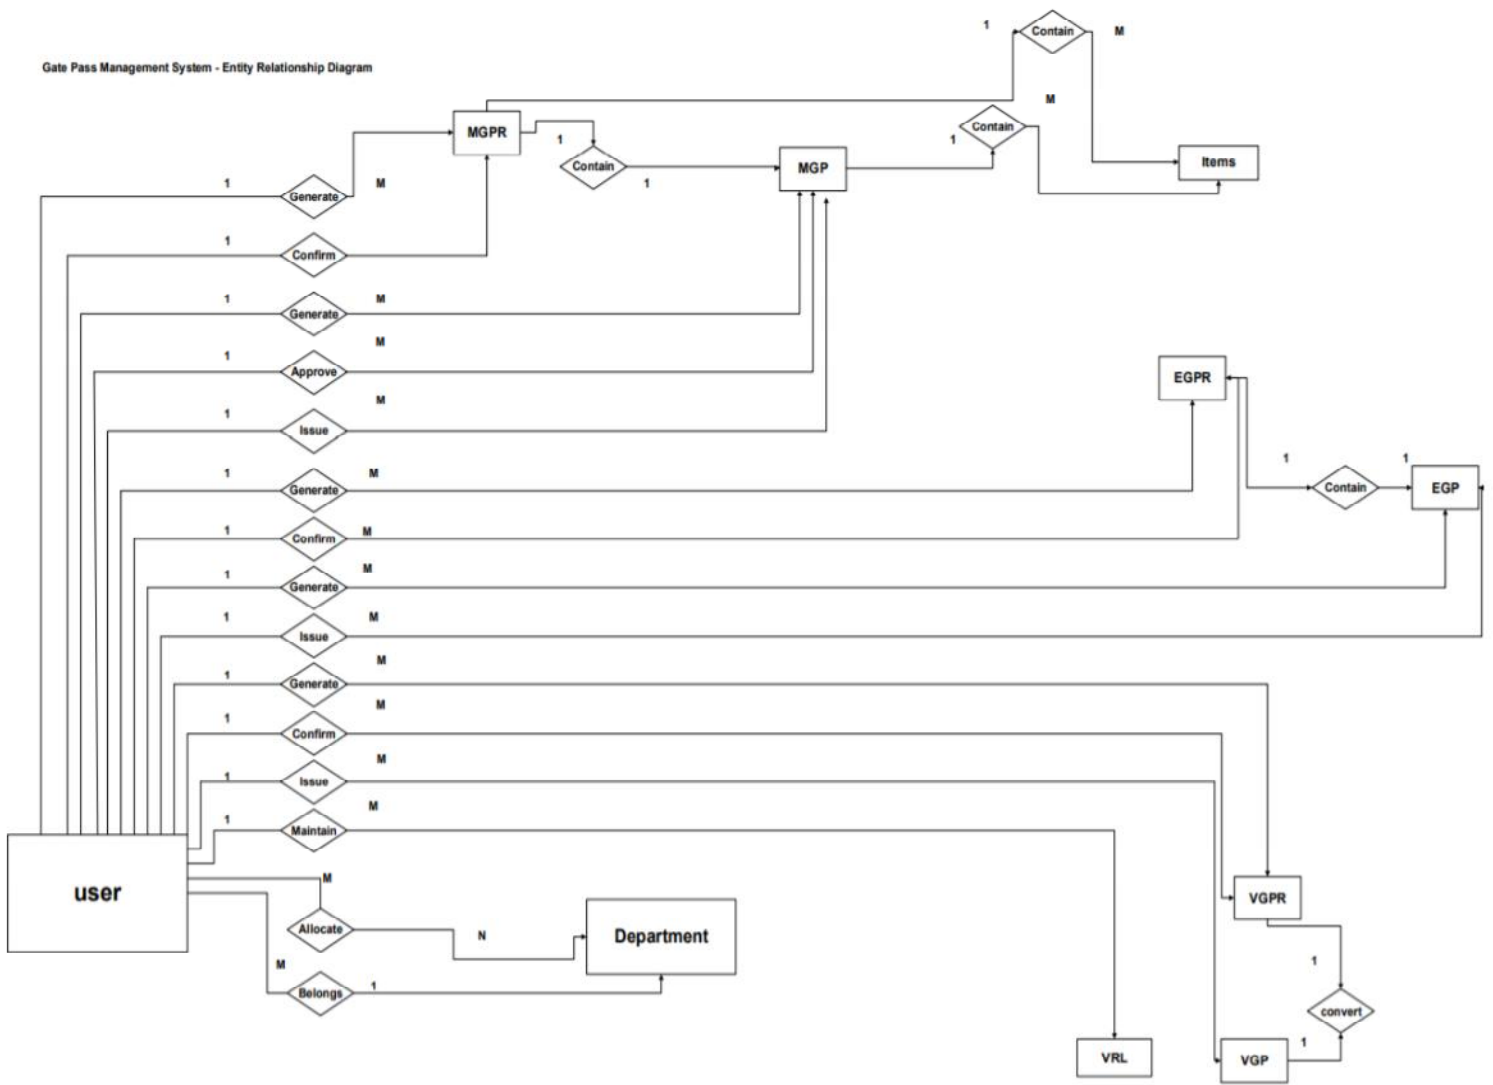 1
Contain
M
Gate Pass Management System - Entity Relationship Diagram
M
MGPR
1
Contain
1
MGP
Contain
1
Items
1
M
1
Generate
1
Confirm
1
M
Generate
M
1
Approve
EGPR
M
1
Issue
1
M
Generate
1
1
Contain
EGP
1
M
Confirm
1
M
Generate
1
M
Issue
M
1
Generate
M
1
Confirm
M
1
Issue
M
1
Maintain
user
M
Allocate
N
Department
VGPR
M
Belongs
1
1
convert
VRL
VGP
1